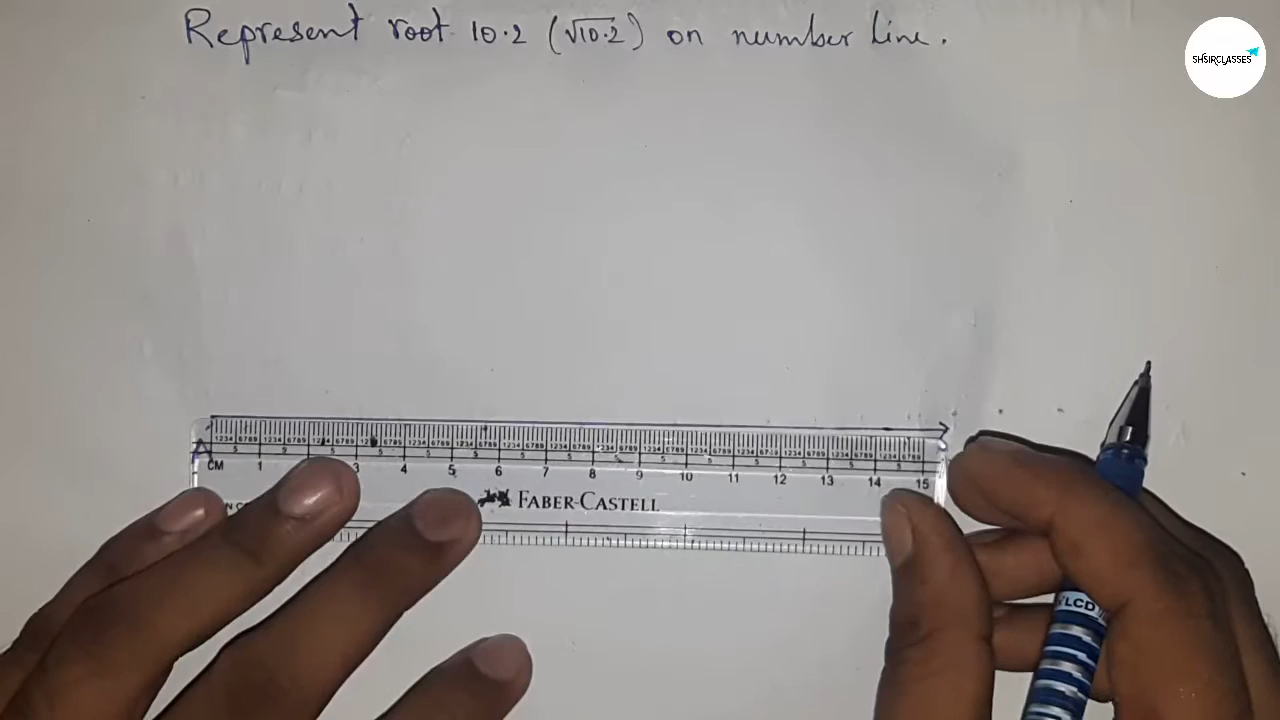 Represent root 10.2 (√10.2) on number line.
SHSIRCLASSES
A
CM 1 3 4 5 6 7 8 9 10 11 12 13 14 15
FABER-CASTELL
LCD